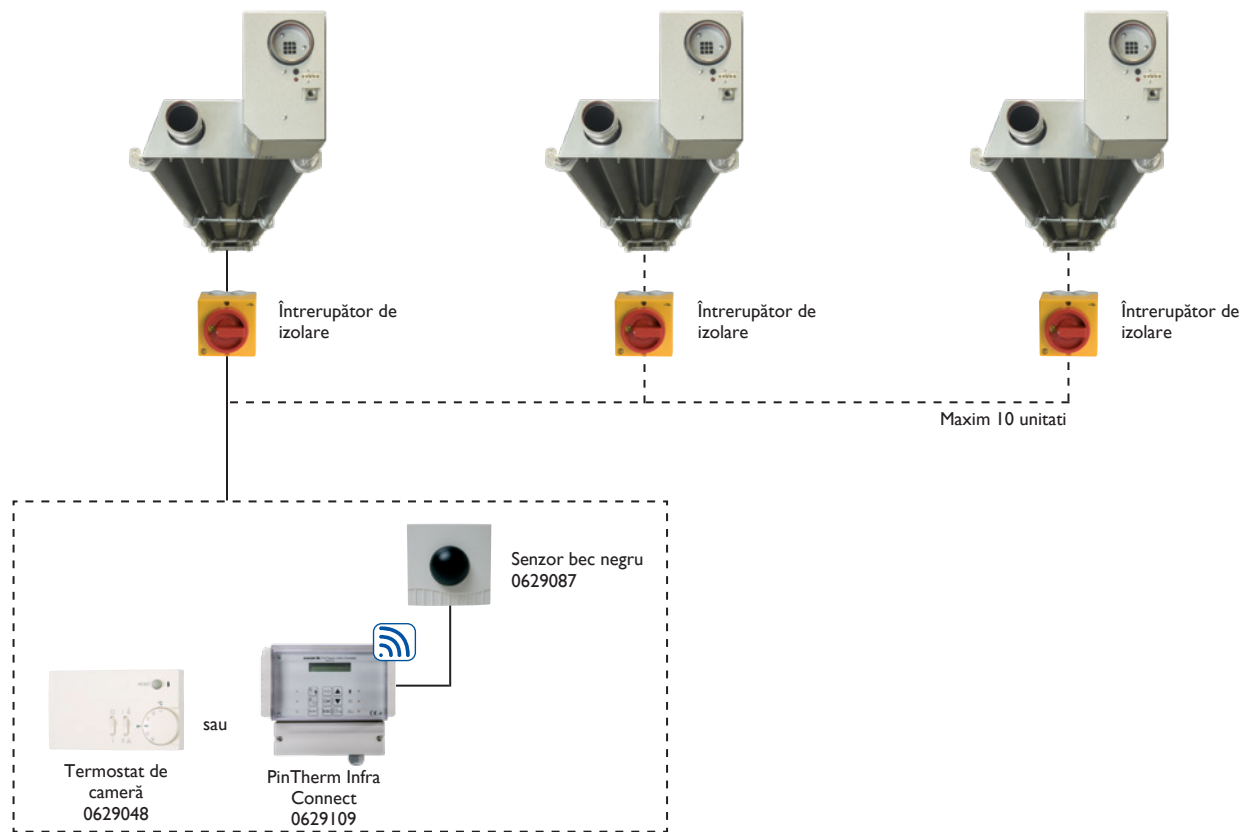 Întrerupător de
izolare
Întrerupător de
izolare
Întrerupător de
izolare
Maxim 10 unitati
Senzor bec negru
0629087
sau
Termostat de
cameră
0629048
PinTherm Infra
Connect
0629109